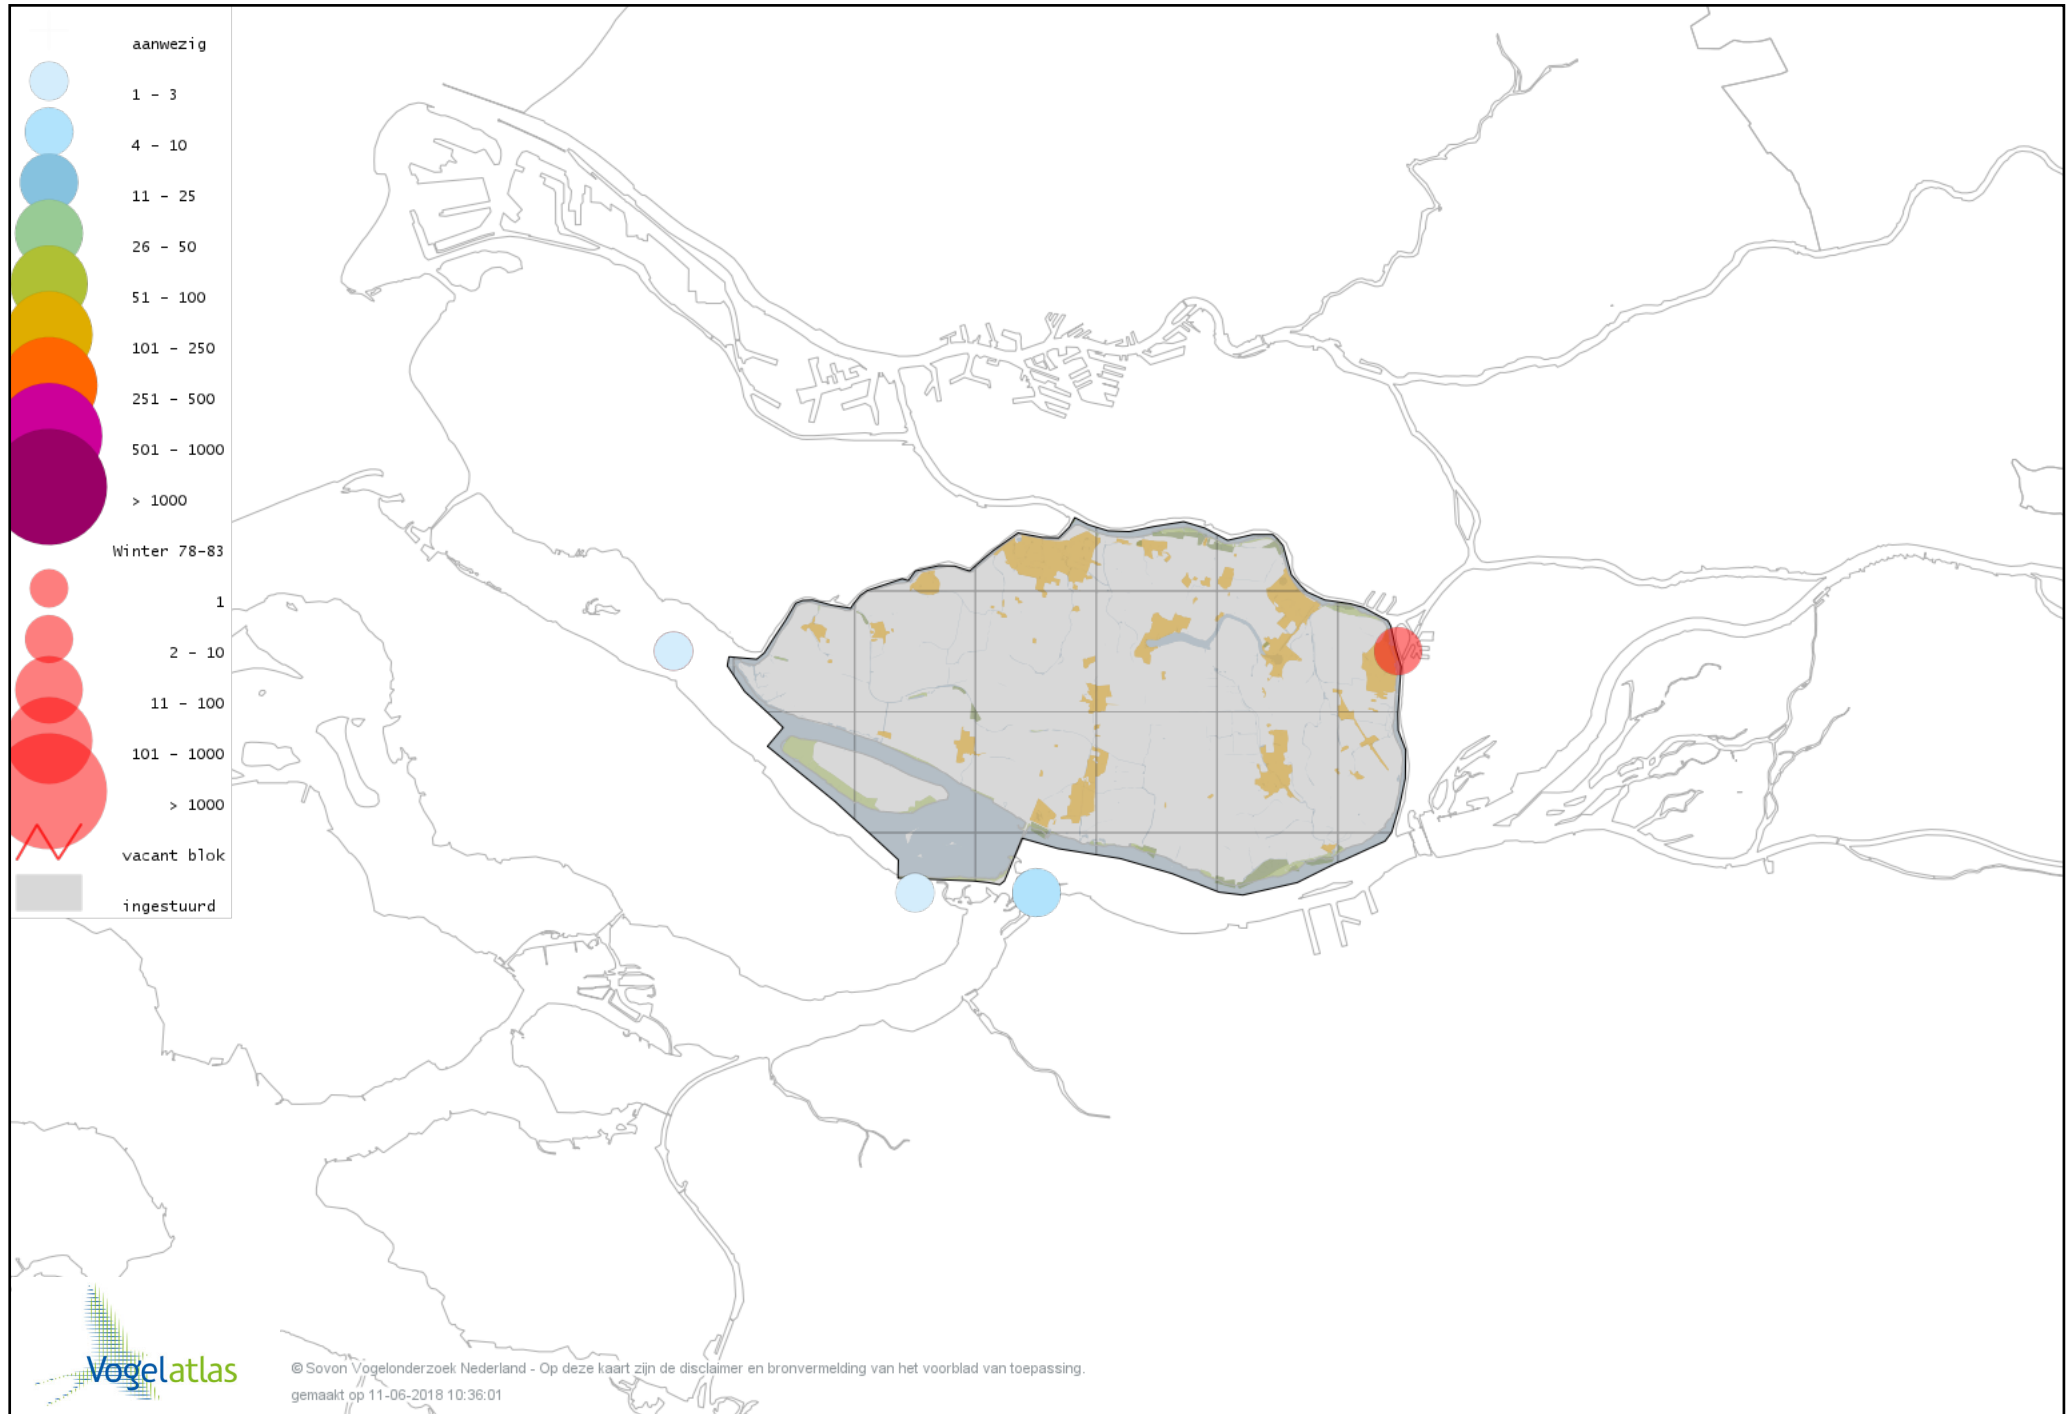 aanwezig
1 - 3
4 - 10
11 - 25
26 - 50
51 - 100
101 - 250
251 - 500
501 - 1000
> 1000
Winter 78-83
1
2 - 10
11 - 100
101 - 1000
> 1000
vacant blok
ingestuurd
Vogelatlas
© Sovon Vogelonderzoek Nederland - Op deze kaart zijn de disclaimer en bronvermelding van het voorblad van toepassing.
gemaakt op 11-06-2018 10:36:01